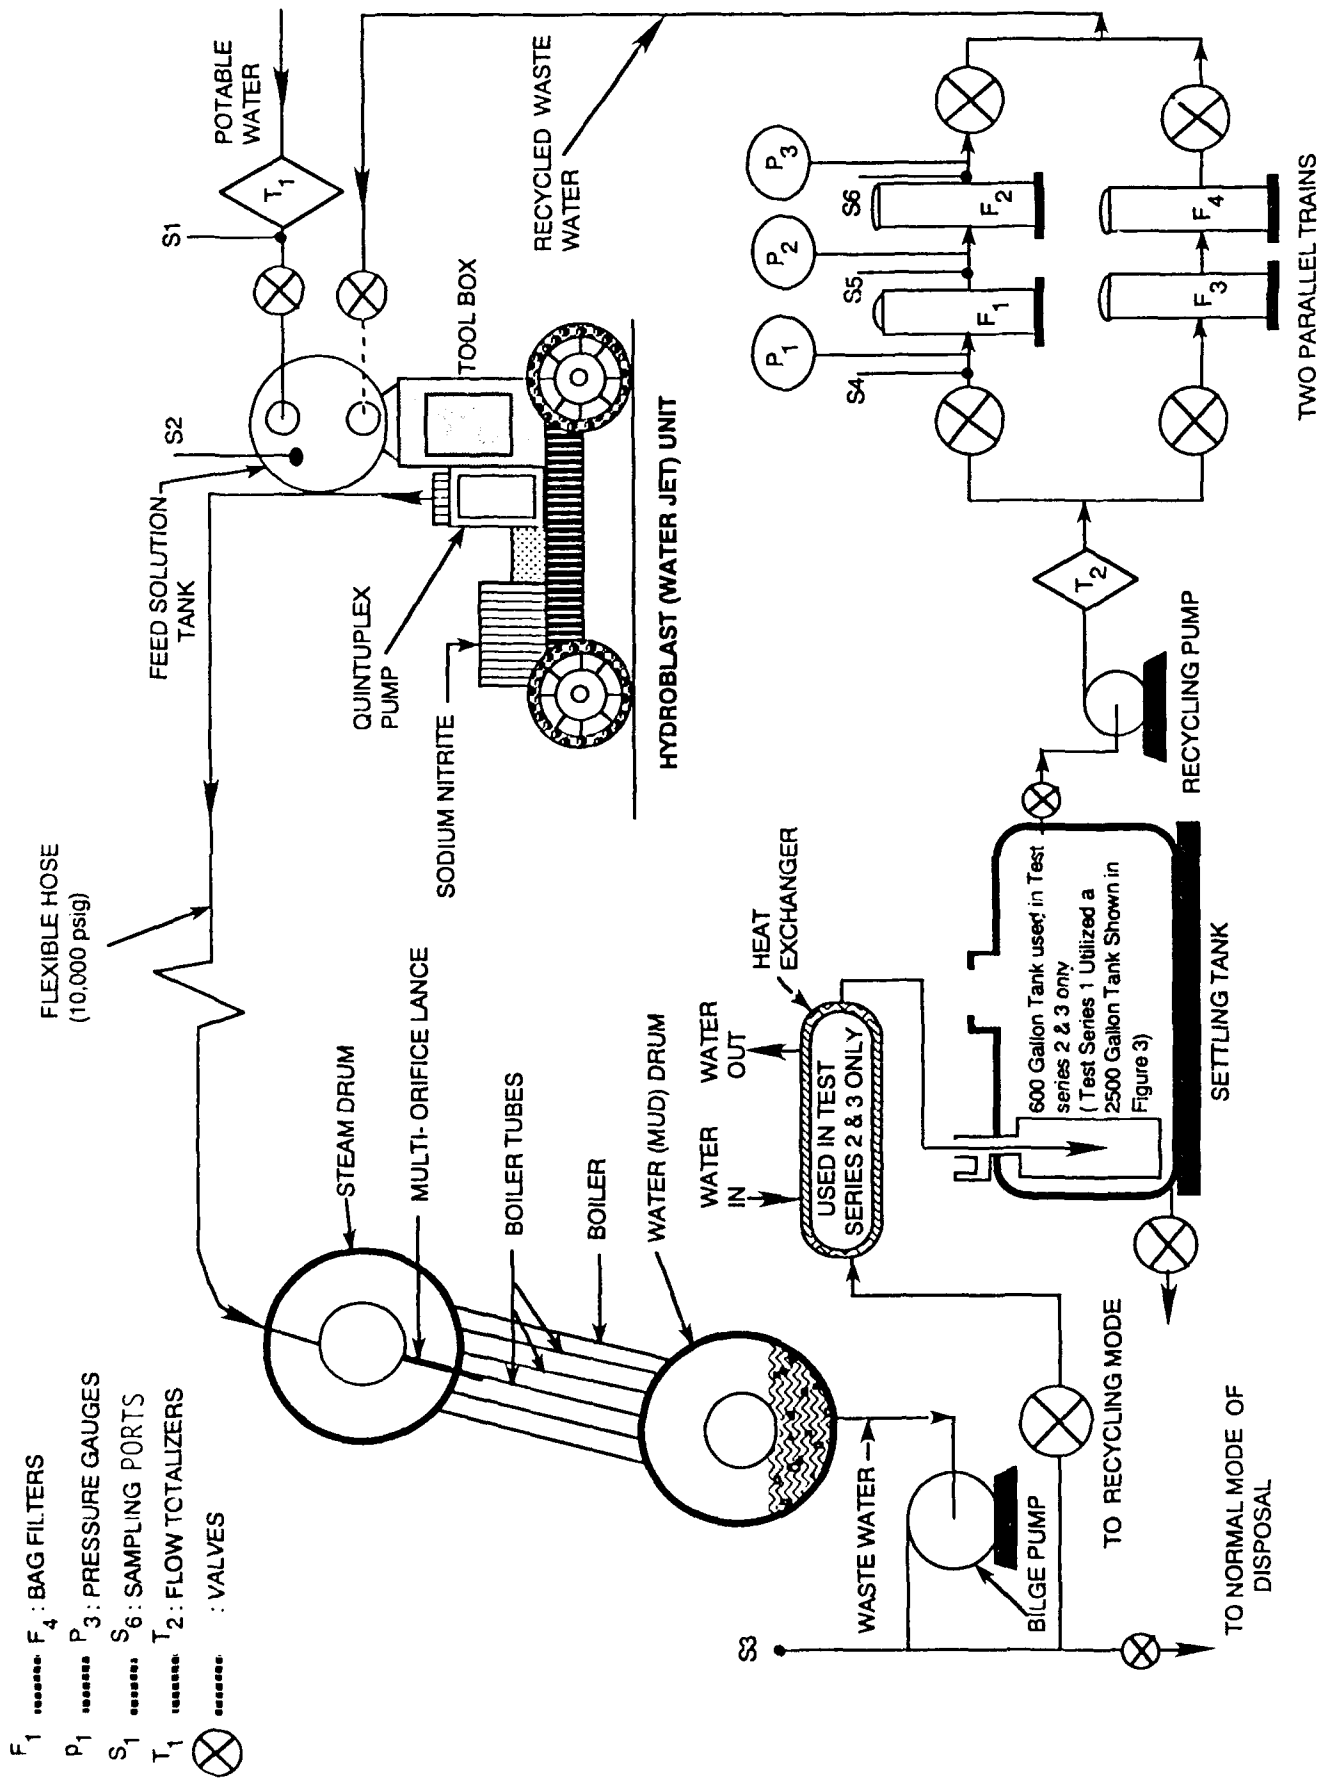 F1 ....... F4 : BAG FILTERS
P1 ....... P3 : PRESSURE GAUGES
S1 ....... S6 : SAMPLING PORTS
T1 ....... T2 : FLOW TOTALIZERS
....... : VALVES
FLEXIBLE HOSE
(10,000 psig)
STEAM DRUM
MULTI-ORIFICE LANCE
BOILER TUBES
BOILER
WATER (MUD) DRUM
WASTE WATER
S3
BILGE PUMP
TO RECYCLING MODE
TO NORMAL MODE OF
DISPOSAL
WATER
IN
WATER
OUT
HEAT
EXCHANGER
USED IN TEST
SERIES 2 & 3 ONLY
600 Gallon Tank used in Test
series 2 & 3 only
( Test Series 1 Utilized a
2500 Gallon Tank Shown in
Figure 3)
SETTLING TANK
RECYCLING PUMP
T2
FEED SOLUTION
TANK
S2
S1
T1
POTABLE
WATER
QUINTUPLEX
PUMP
SODIUM NITRITE
TOOL BOX
HYDROBLAST (WATER JET) UNIT
RECYCLED WASTE
WATER
P1
P2
P3
S4
S5
S6
F1
F2
F3
F4
TWO PARALLEL TRAINS